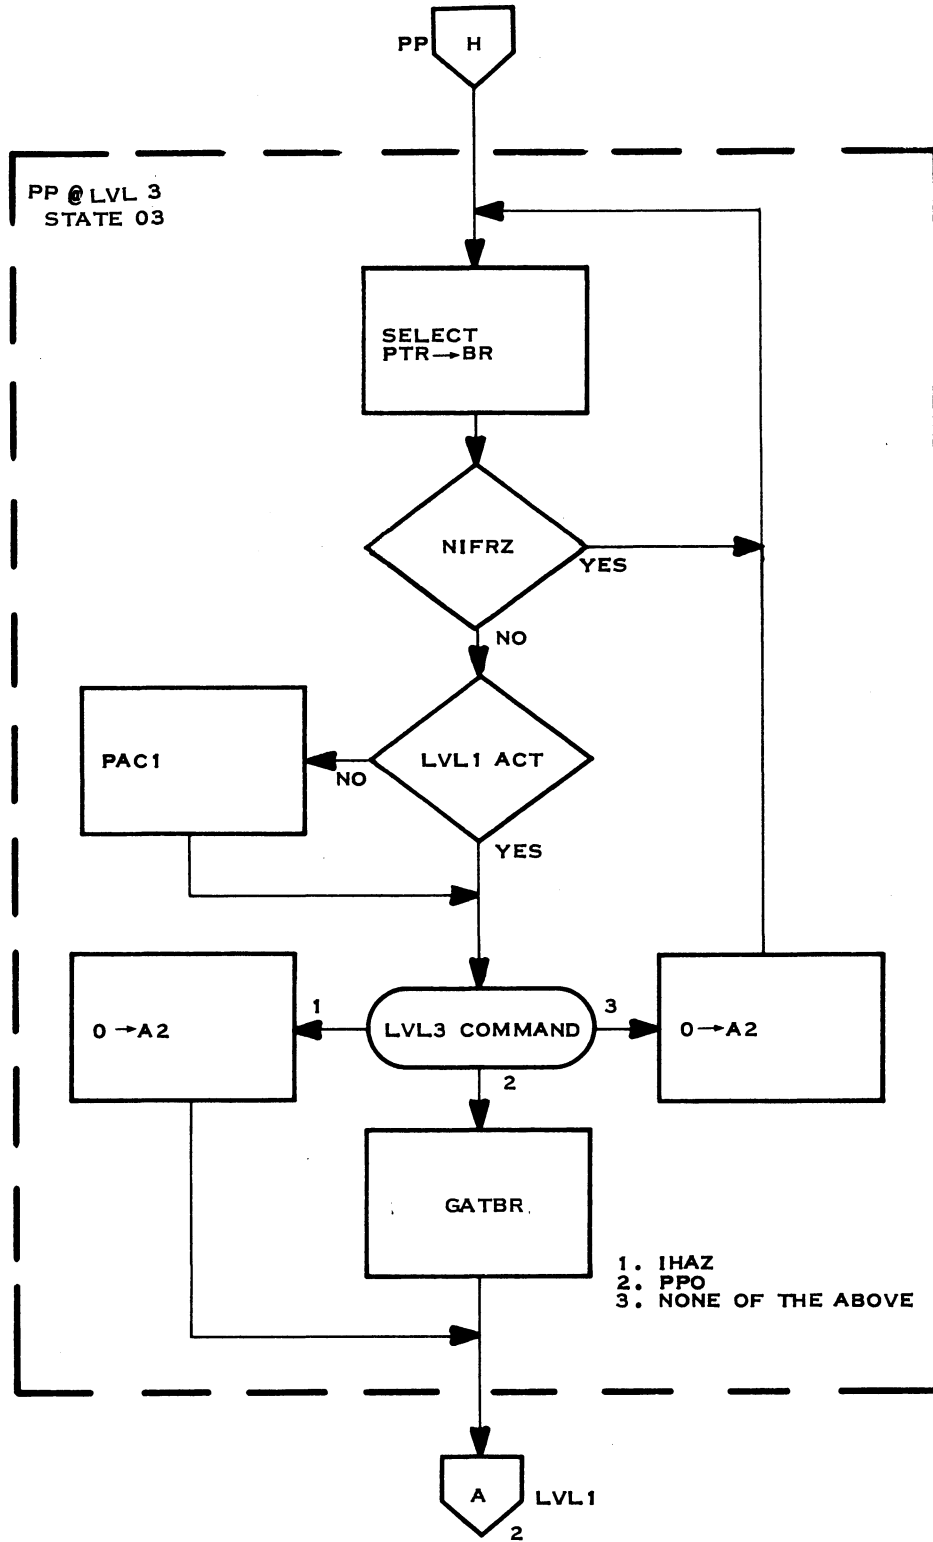 PP H
PP @ LVL 3
STATE 03
SELECT
PTR→BR
NIFRZ
YES
NO
PAC1
LVL1 ACT
NO
YES
0→A2
1
LVL3 COMMAND
3
0→A2
2
GATBR
1. IHAZ
2. PPO
3. NONE OF THE ABOVE
A LVL1
2